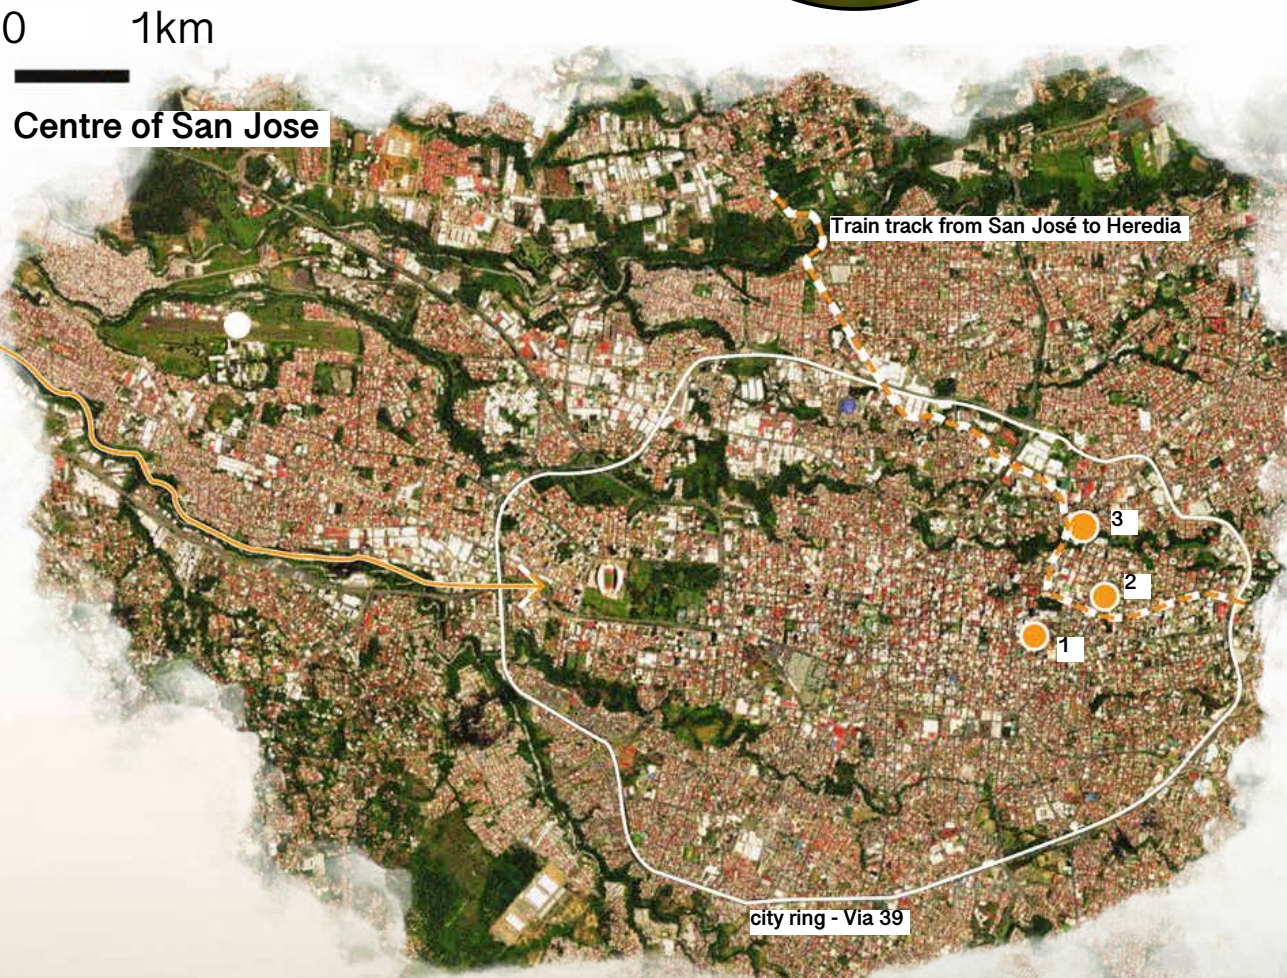 0 1km
Centre of San Jose
Train track from San José to Heredia
3
2
1
city ring - Via 39